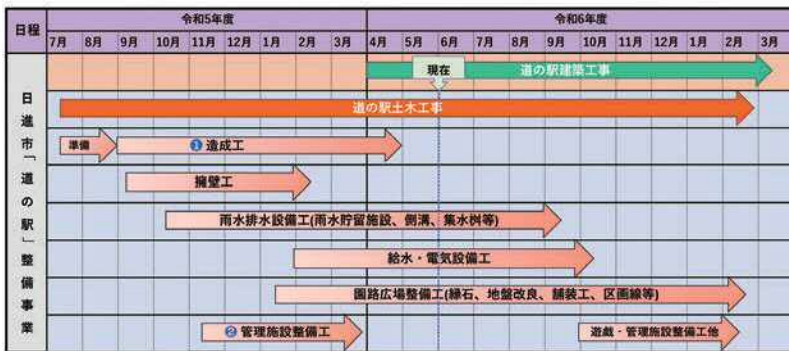 日程
令和5年度
令和6年度
7月 8月 9月 10月 11月 12月 1月 2月 3月 4月 5月 6月 7月 8月 9月 10月 11月 12月 1月 2月 3月
日進市「道の駅」整備事業
現在
道の駅建築工事
道の駅土木工事
準備
❶ 造成工
擁壁工
雨水排水設備工(雨水貯留施設、側溝、集水桝等)
給水・電気設備工
園路広場整備工(縁石、地盤改良、舗装工、区画線等)
❷ 管理施設整備工
遊戯・管理施設整備工他